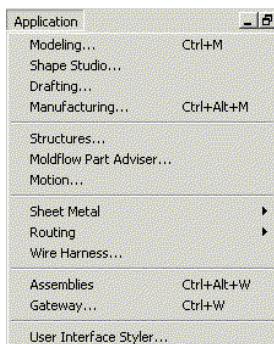 Application
Modeling... Ctrl+M
Shape Studio...
Drafting...
Manufacturing... Ctrl+Alt+M
Structures...
Moldflow Part Adviser...
Motion...
Sheet Metal
Routing
Wire Harness...
Assemblies Ctrl+Alt+W
Gateway... Ctrl+W
User Interface Styler...